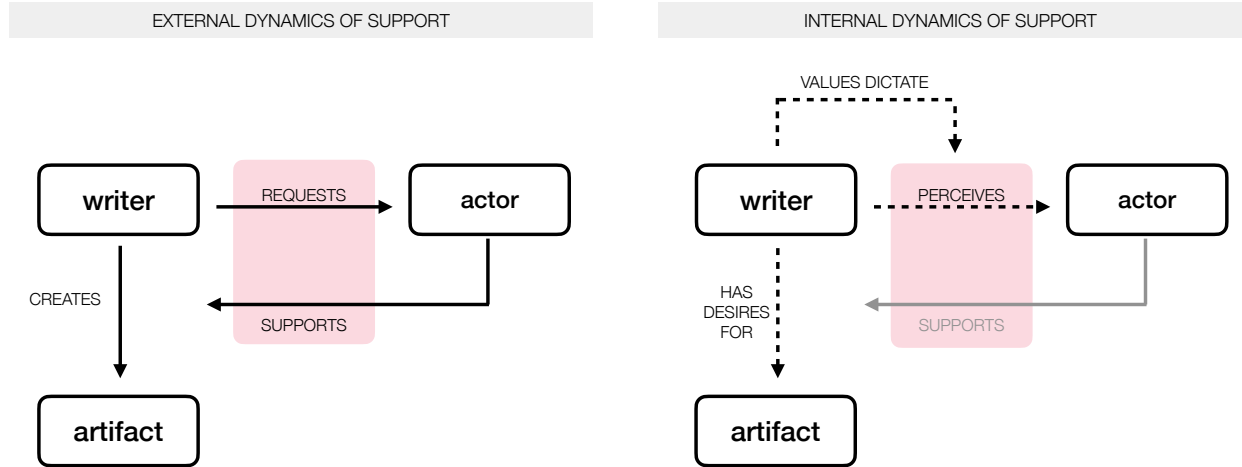 EXTERNAL DYNAMICS OF SUPPORT
writer
REQUESTS
actor
CREATES
SUPPORTS
artifact
INTERNAL DYNAMICS OF SUPPORT
VALUES DICTATE
writer
PERCEIVES
actor
HAS
DESIRES
FOR
SUPPORTS
artifact